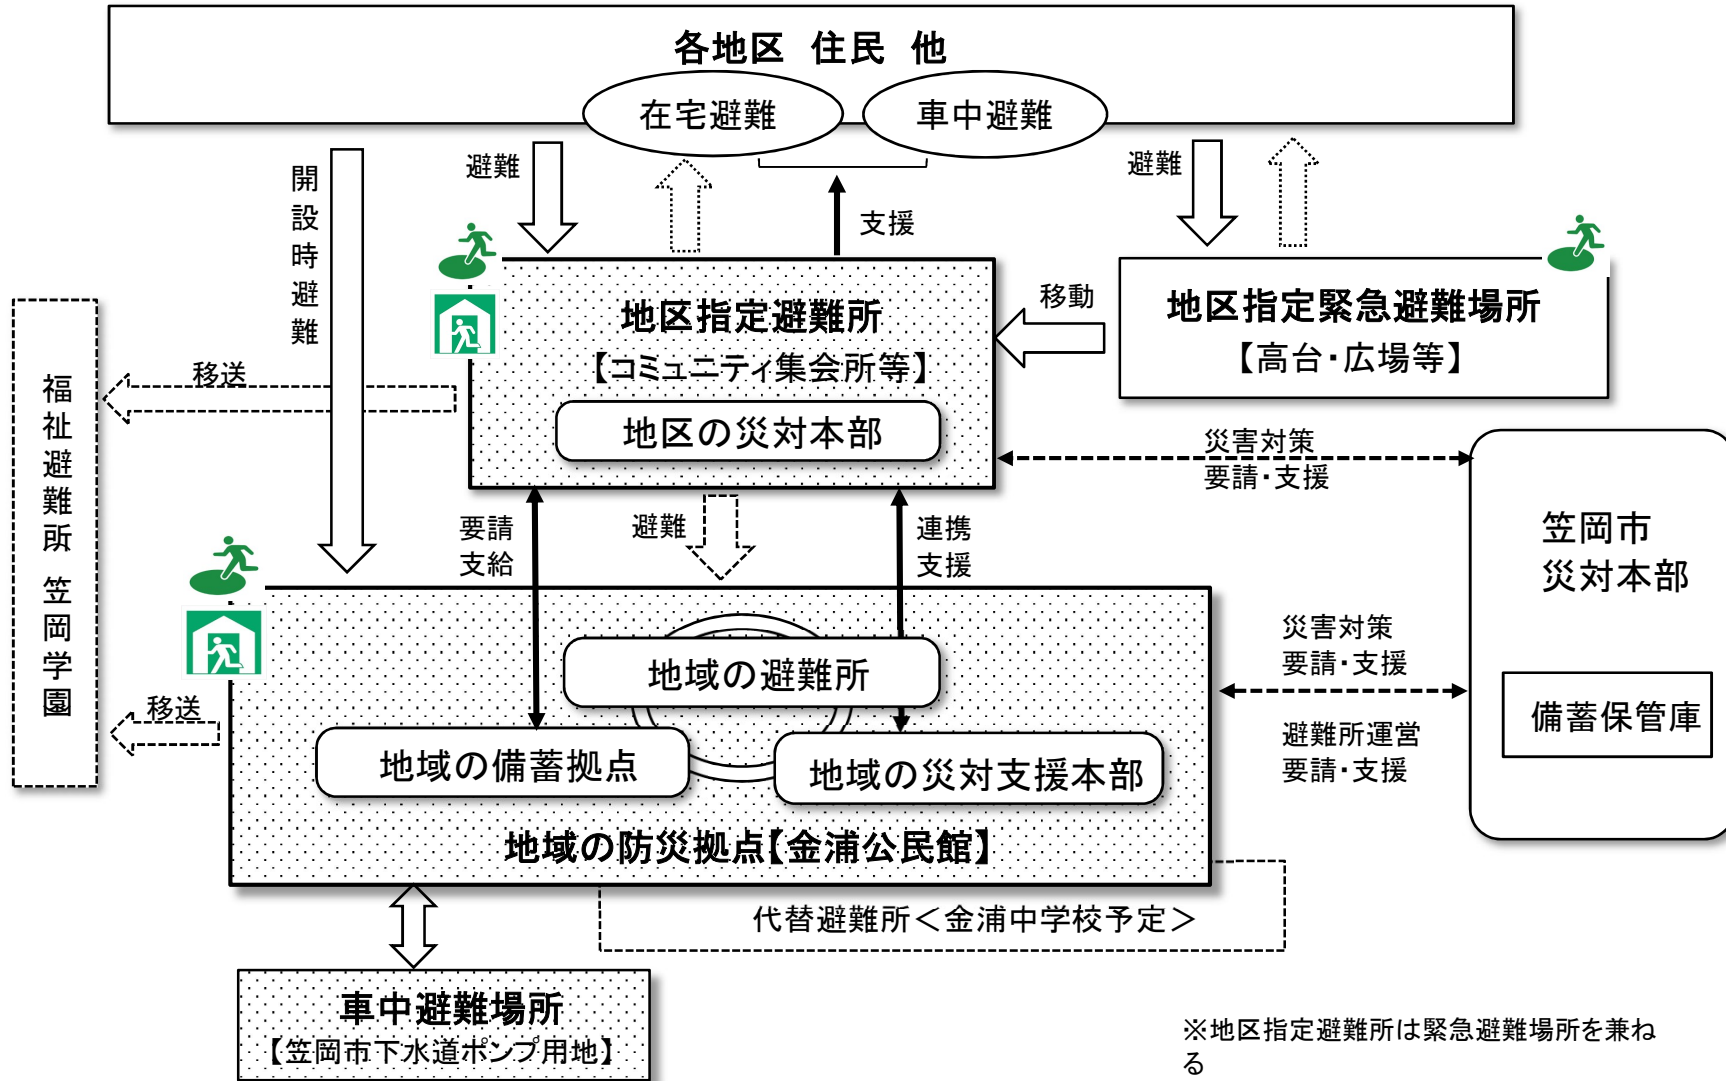 各地区 住民 他
在宅避難
車中避難
開設時避難
避難
支援
避難
地区指定避難所
【コミュニティ集会所等】
地区の災対本部
移動
地区指定緊急避難場所
【高台・広場等】
移送
福祉避難所 笠岡学園
災害対策
要請・支援
笠岡市
災対本部
備蓄保管庫
要請
支給
避難
連携
支援
地域の避難所
地域の備蓄拠点
地域の災対支援本部
地域の防災拠点【金浦公民館】
移送
災害対策
要請・支援
避難所運営
要請・支援
代替避難所＜金浦中学校予定＞
車中避難場所
【笠岡市下水道ポンプ用地】
※地区指定避難所は緊急避難場所を兼ね
る